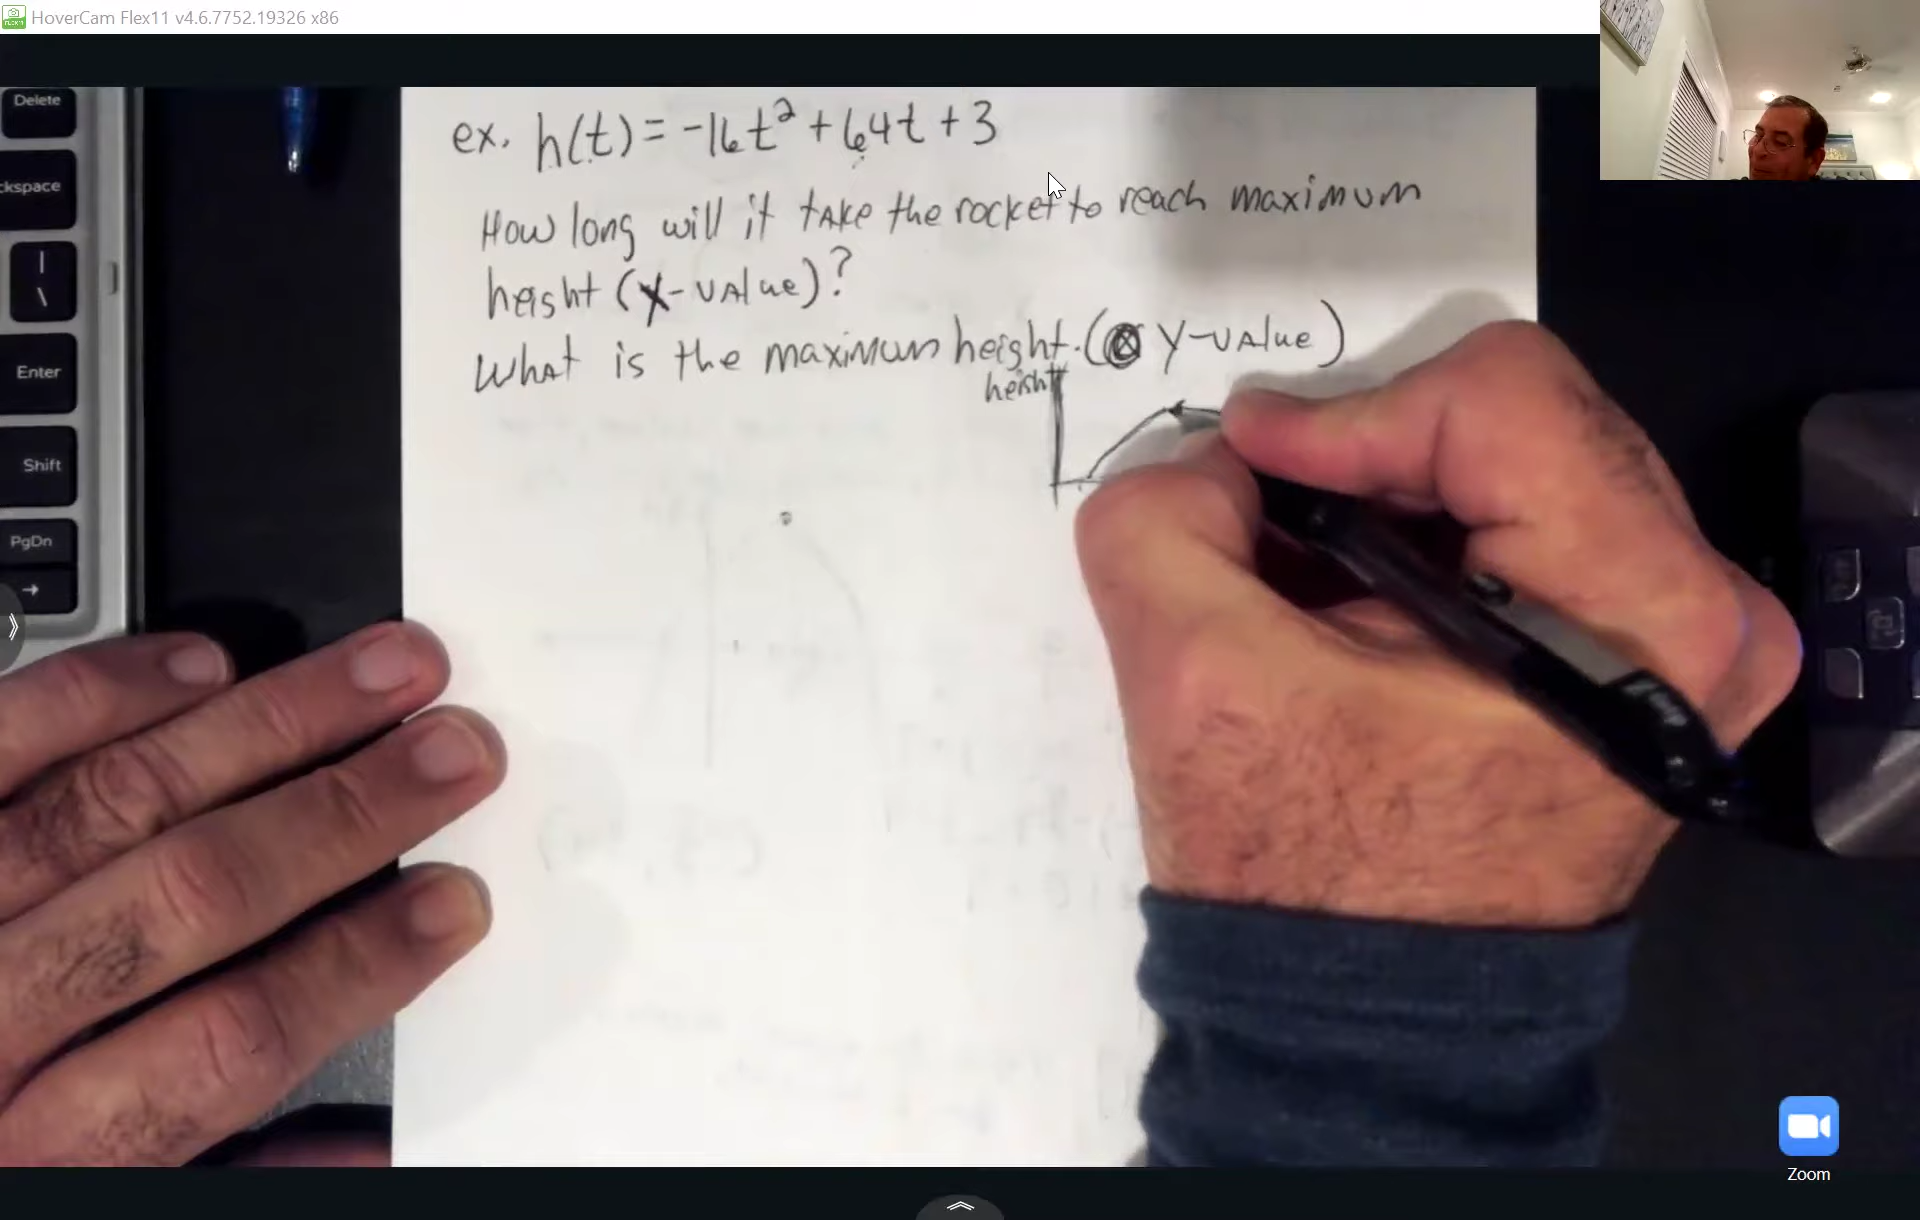 HoverCam Flex11 v4.6.7752.19326 x86
Delete
ckspace
|
\
Enter
Shift
PgDn
→
ex. h(t) = -16t² + 64t + 3
How long will it take the rocket to reach maximum
height (x-value)?
What is the maximum height. ( y-value)
height
Zoom